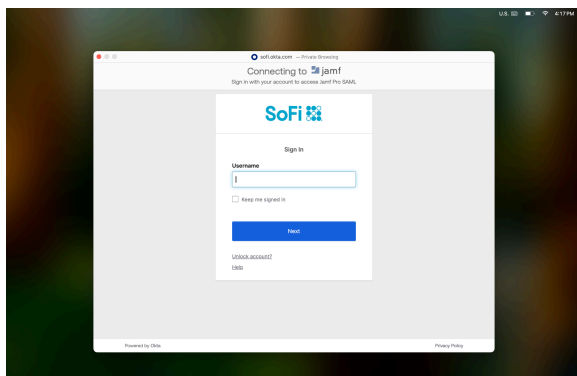 U.S. 4:17 PM
sofi.okta.com — Private Browsing
Connecting to jamf
Sign in with your account to access Jamf Pro SAML
SoFi
Sign In
Username
Keep me signed in
Next
Unlock account?
Help
Powered by Okta Privacy Policy